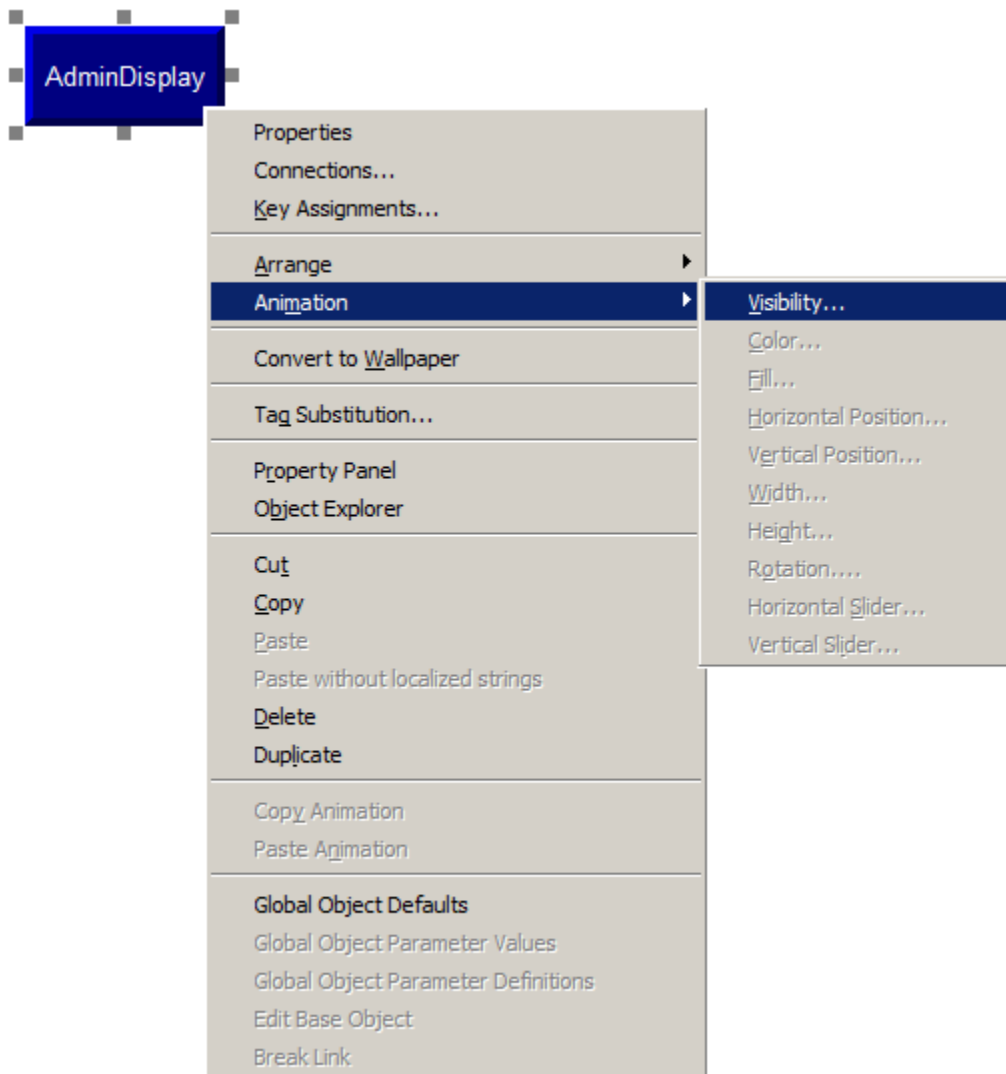 AdminDisplay
Properties
Connections...
Key Assignments...
Arrange
Animation
Visibility...
Color...
Fill...
Horizontal Position...
Vertical Position...
Width...
Height...
Rotation....
Horizontal Slider...
Vertical Slider...
Convert to Wallpaper
Tag Substitution...
Property Panel
Object Explorer
Cut
Copy
Paste
Paste without localized strings
Delete
Duplicate
Copy Animation
Paste Animation
Global Object Defaults
Global Object Parameter Values
Global Object Parameter Definitions
Edit Base Object
Break Link